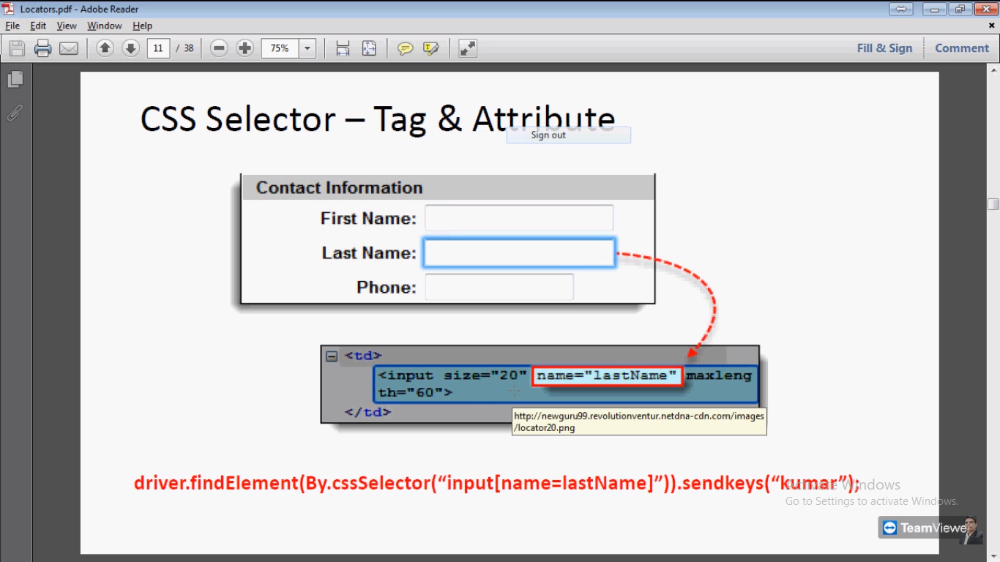 Locators.pdf - Adobe Reader
File Edit View Window Help
11 / 38 75% Fill & Sign Comment
CSS Selector – Tag & Attribute
Sign out
Contact Information
First Name:
Last Name:
Phone:
<td>
<input size="20" name="lastName" maxleng
th="60">
</td>
http://newguru99.revolutionventur.netdna-cdn.com/images
/locator20.png
driver.findElement(By.cssSelector(“input[name=lastName]”)).sendkeys(“kumar”);
Activate Windows
Go to Settings to activate Windows.
TeamViewer